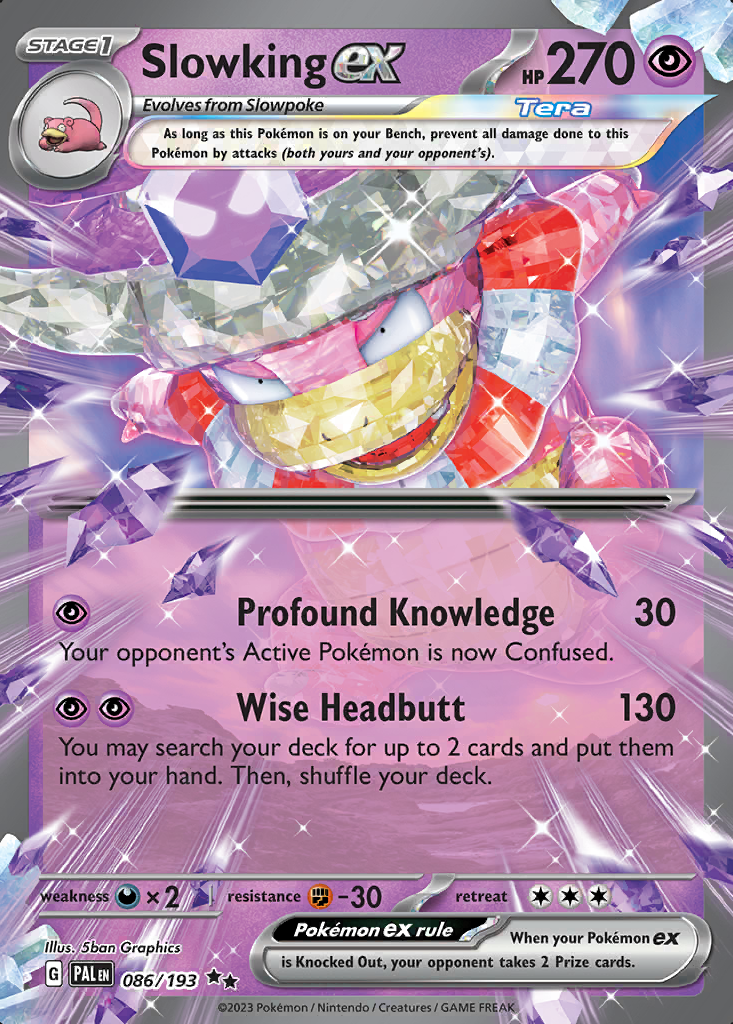 STAGE 1
Slowking ex
HP 270
Evolves from Slowpoke
Tera
As long as this Pokémon is on your Bench, prevent all damage done to this
Pokémon by attacks (both yours and your opponent's).
Profound Knowledge 30
Your opponent's Active Pokémon is now Confused.
Wise Headbutt 130
You may search your deck for up to 2 cards and put them
into your hand. Then, shuffle your deck.
weakness ×2 resistance -30 retreat
Illus. 5ban Graphics
Pokémon ex rule
When your Pokémon ex
is Knocked Out, your opponent takes 2 Prize cards.
G PAL EN 086/193 ★★
©2023 Pokémon / Nintendo / Creatures / GAME FREAK